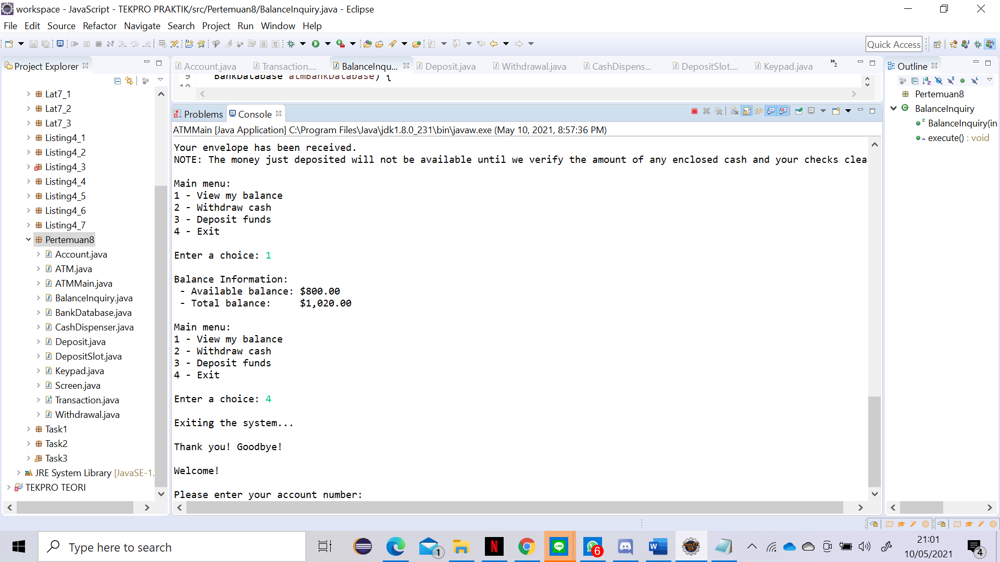 workspace - JavaScript - TEKPRO PRAKTIK/src/Pertemuan8/BalanceInquiry.java - Eclipse
File Edit Source Refactor Navigate Search Project Run Window Help
Quick Access
Project Explorer
Lat7_1
Lat7_2
Lat7_3
Listing4_1
Listing4_2
Listing4_3
Listing4_4
Listing4_5
Listing4_6
Listing4_7
Pertemuan8
Account.java
ATM.java
ATMMain.java
BalanceInquiry.java
BankDatabase.java
CashDispenser.java
Deposit.java
DepositSlot.java
Keypad.java
Screen.java
Transaction.java
Withdrawal.java
Task1
Task2
Task3
JRE System Library [JavaSE-1.
TEKPRO TEORI
Account.java Transaction.... BalanceInqu... Deposit.java Withdrawal.java CashDispens... DepositSlot.... Keypad.java »2
9 BankDatabase atmBankDatabase) {
10
Problems Console
ATMMain [Java Application] C:\Program Files\Java\jdk1.8.0_231\bin\javaw.exe (May 10, 2021, 8:57:36 PM)
Your envelope has been received.
NOTE: The money just deposited will not be available until we verify the amount of any enclosed cash and your checks clea
Main menu:
1 - View my balance
2 - Withdraw cash
3 - Deposit funds
4 - Exit
Enter a choice: 1
Balance Information:
- Available balance: $800.00
- Total balance: $1,020.00
Main menu:
1 - View my balance
2 - Withdraw cash
3 - Deposit funds
4 - Exit
Enter a choice: 4
Exiting the system...
Thank you! Goodbye!
Welcome!
Please enter your account number:
Outline
Pertemuan8
BalanceInquiry
BalanceInquiry(in
execute() : void
Type here to search
1
N
LINE
6
W
Java EE
IDE
21:01
10/05/2021
4